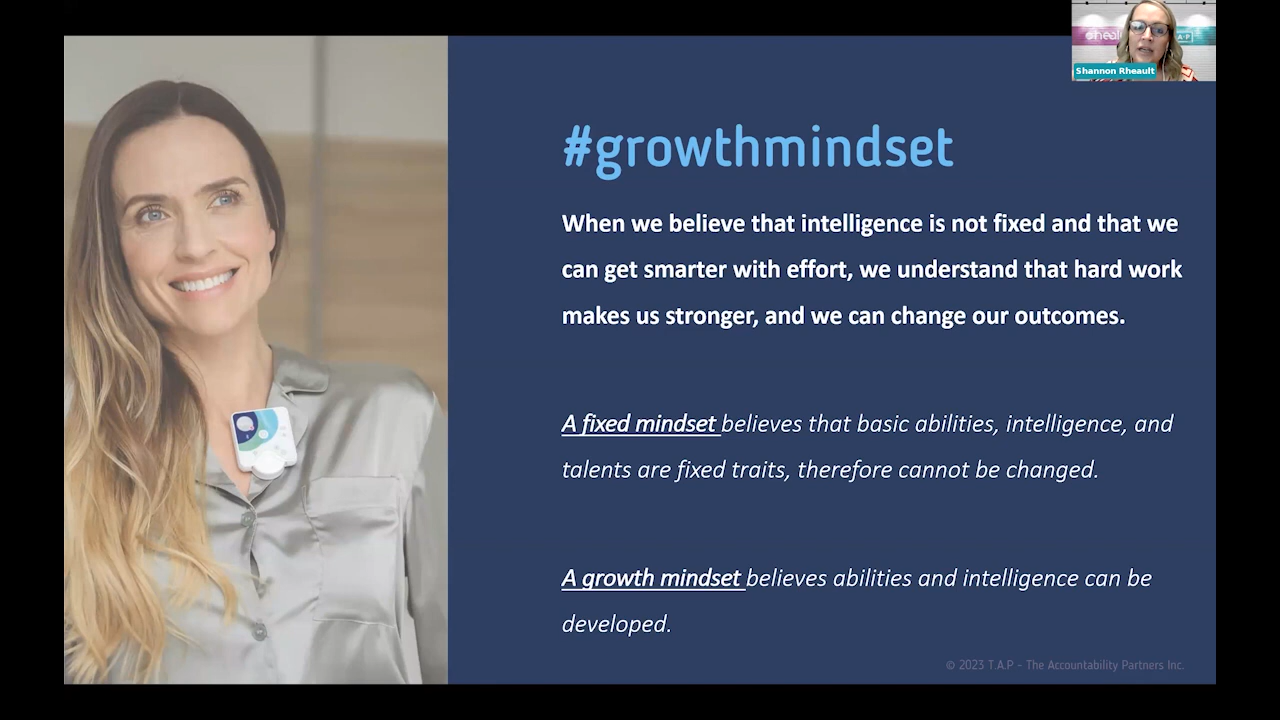 Shannon Rheault
#growthmindset
When we believe that intelligence is not fixed and that we
can get smarter with effort, we understand that hard work
makes us stronger, and we can change our outcomes.
A fixed mindset believes that basic abilities, intelligence, and
talents are fixed traits, therefore cannot be changed.
A growth mindset believes abilities and intelligence can be
developed.
© 2023 T.A.P - The Accountability Partners Inc.